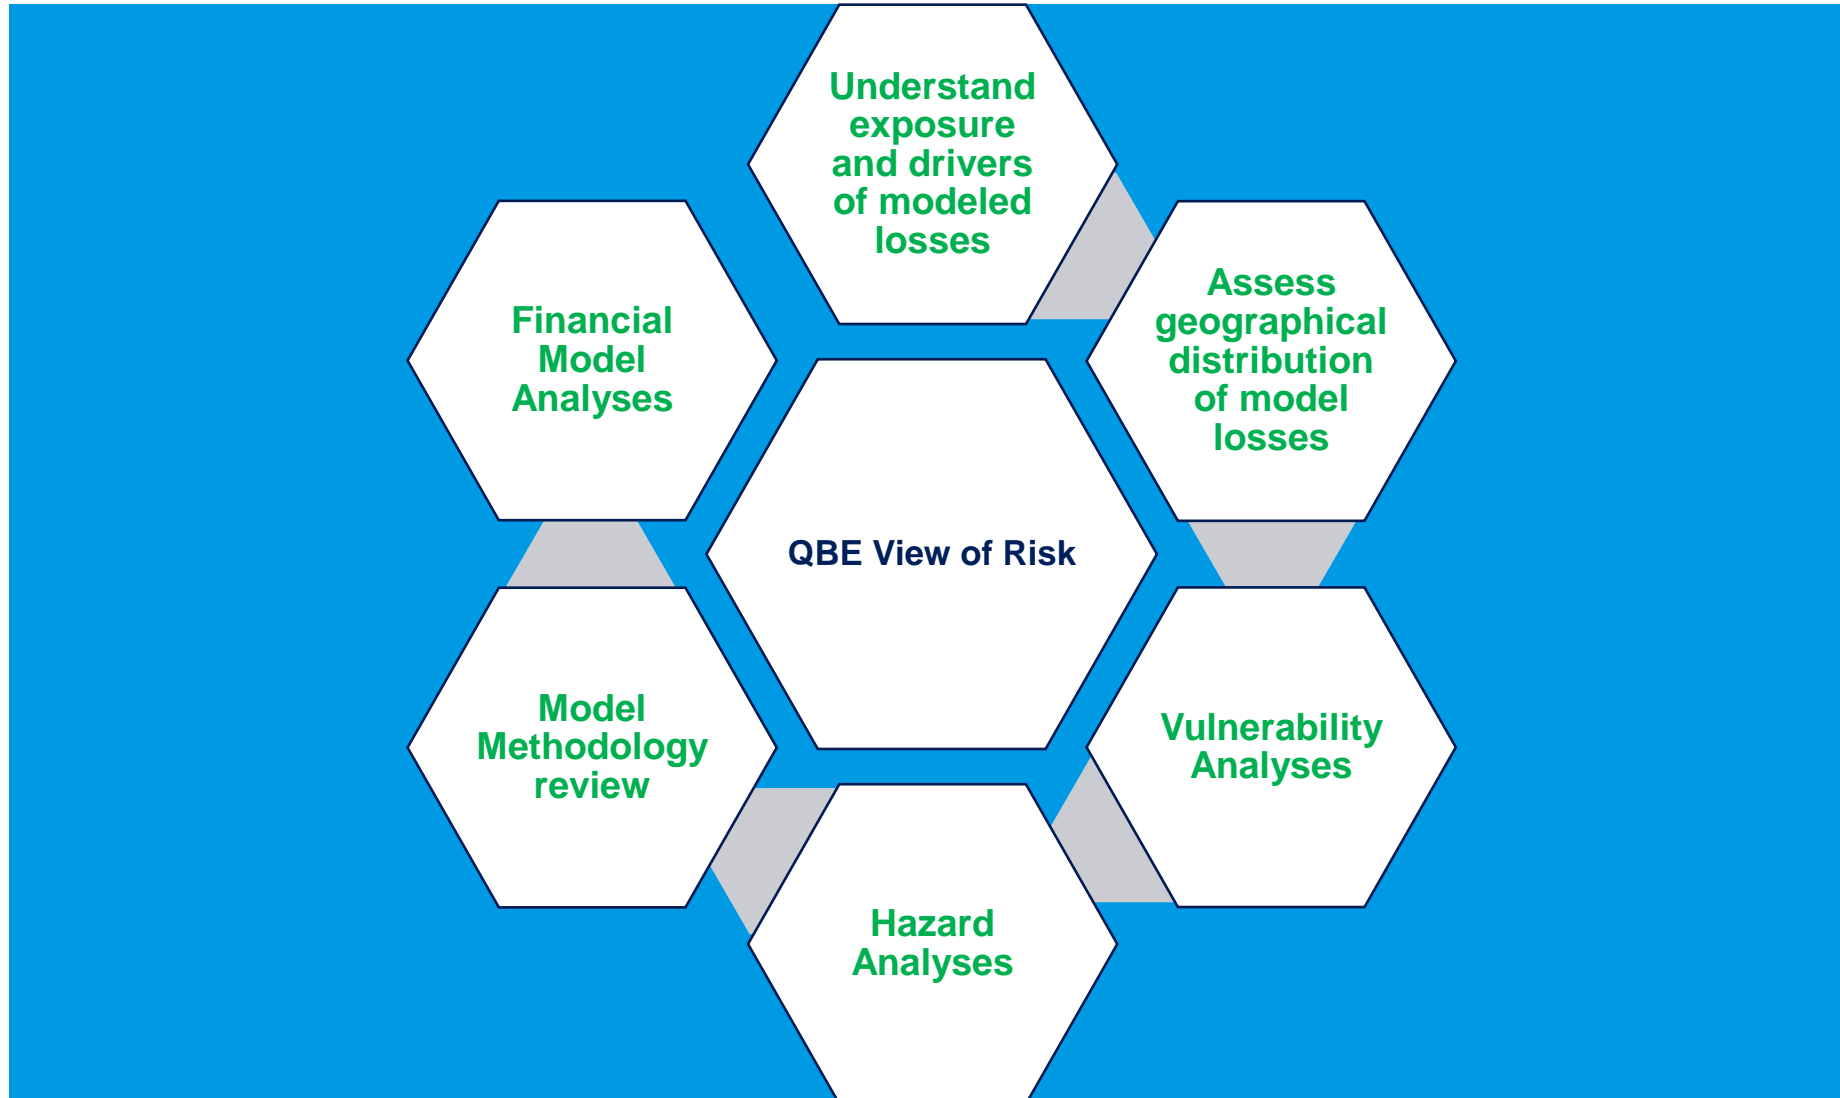 Understand
exposure
and drivers
of modeled
losses
Assess
geographical
distribution
of model
losses
Vulnerability
Analyses
Hazard
Analyses
Model
Methodology
review
Financial
Model
Analyses
QBE View of Risk